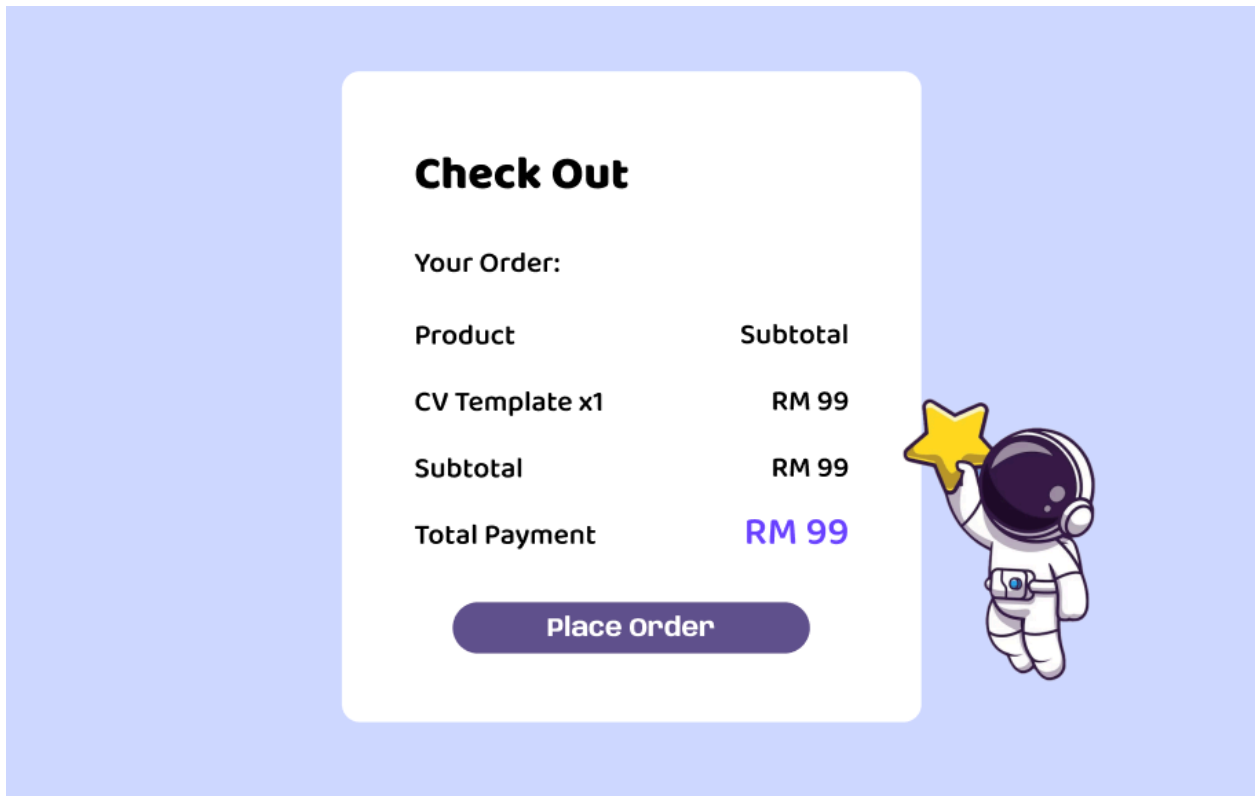 Check Out
Your Order:
Product Subtotal
CV Template x1 RM 99
Subtotal RM 99
Total Payment RM 99
Place Order